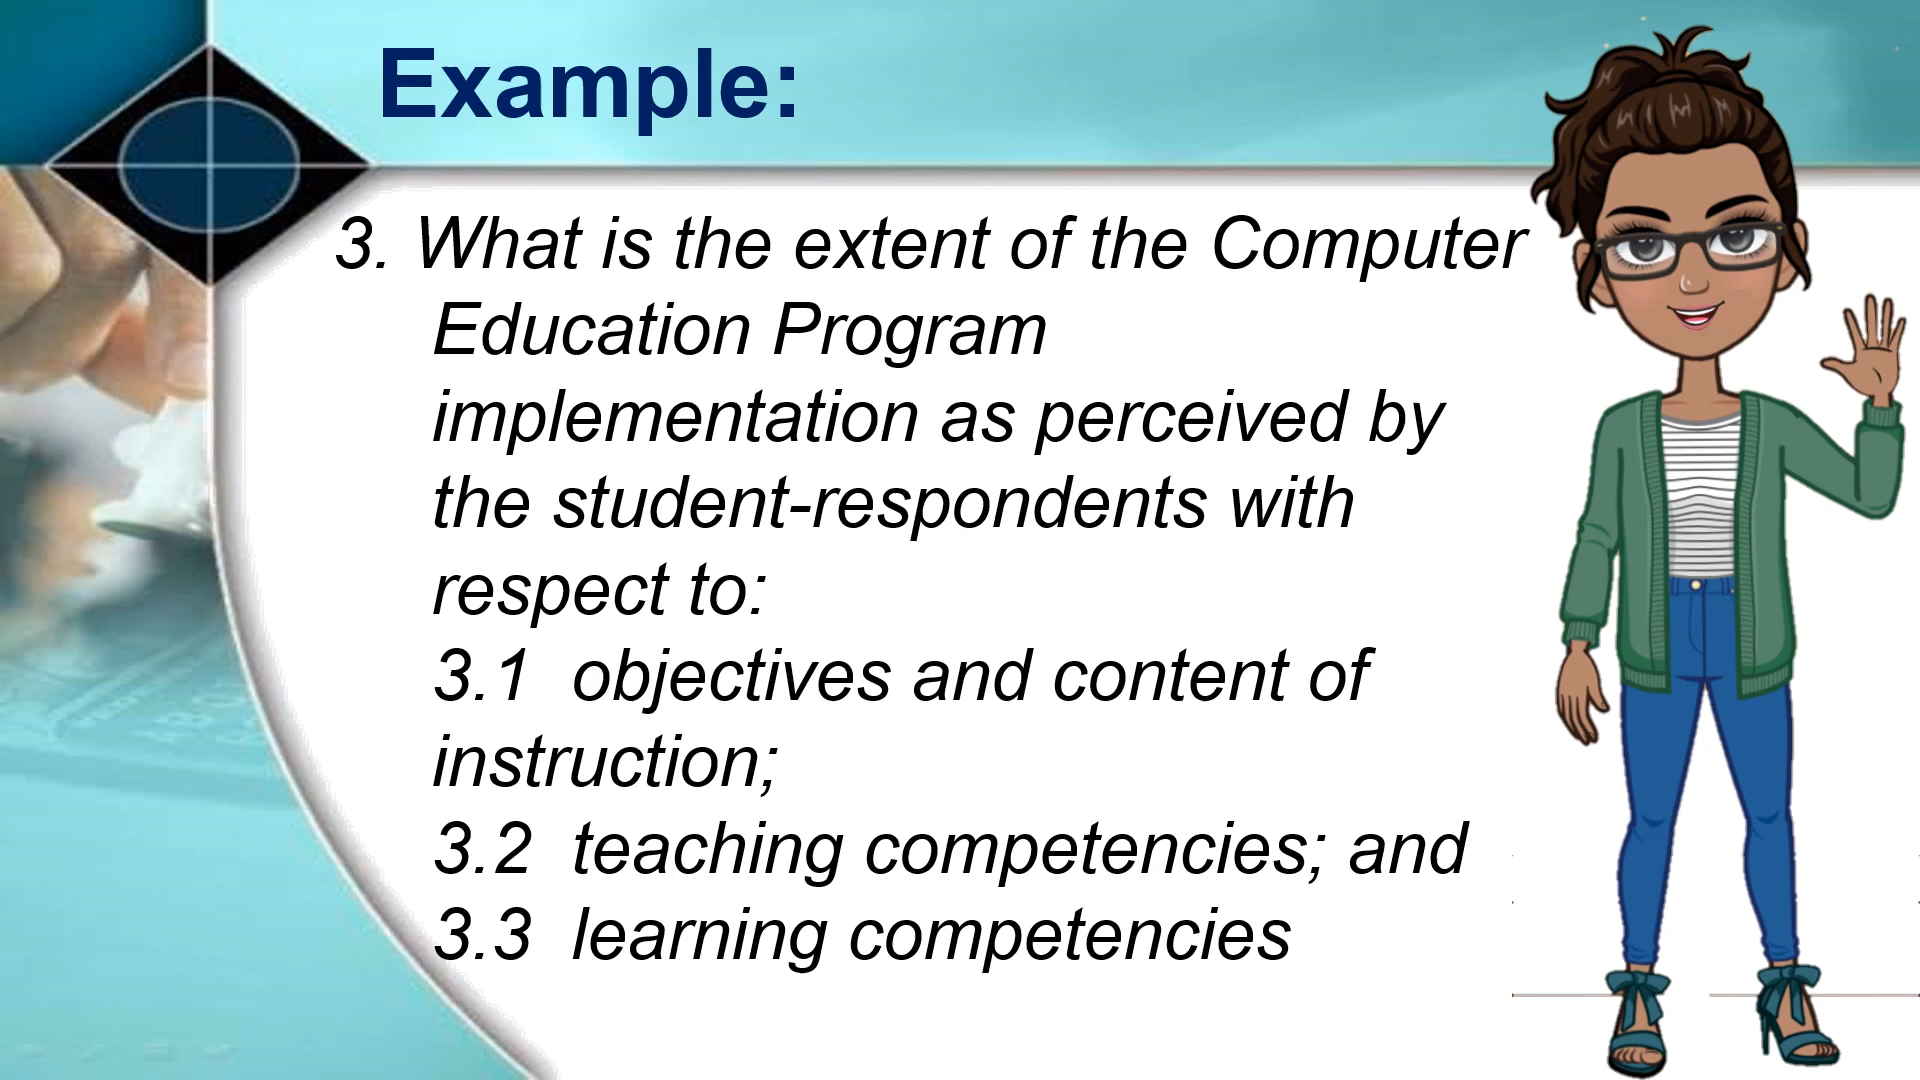 Example:
3. What is the extent of the Computer
Education Program
implementation as perceived by
the student-respondents with
respect to:
3.1 objectives and content of
instruction;
3.2 teaching competencies; and
3.3 learning competencies